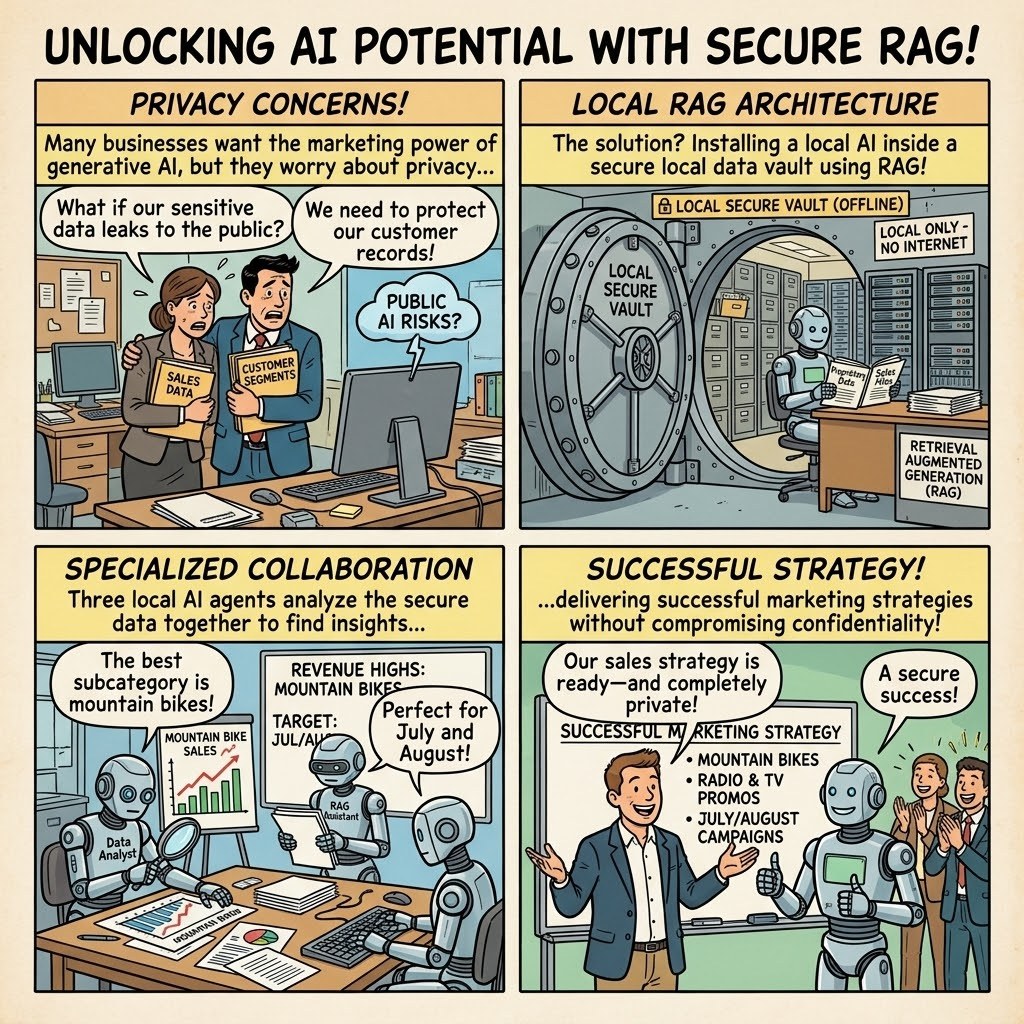 UNLOCKING AI POTENTIAL WITH SECURE RAG!
PRIVACY CONCERNS!
Many businesses want the marketing power of
generative AI, but they worry about privacy...
What if our sensitive
data leaks to the public?
We need to protect
our customer
records!
PUBLIC
AI RISKS?
SALES
DATA
CUSTOMER
SEGMENTS
LOCAL RAG ARCHITECTURE
The solution? Installing a local AI inside a
secure local data vault using RAG!
LOCAL SECURE VAULT (OFFLINE)
LOCAL ONLY -
NO INTERNET
LOCAL
SECURE
VAULT
Proprietary
Data
Sales
RETRIEVAL
AUGMENTED
GENERATION
(RAG)
SPECIALIZED COLLABORATION
Three local AI agents analyze the secure
data together to find insights...
The best
subcategory is
mountain bikes!
REVENUE HIGHS:
MOUNTAIN BIKES
TARGET:
JUL/AU
Perfect for
July and
August!
MOUNTAIN BIKE
SALES
Data
Analyst
RAG
Assistant
SUCCESSFUL STRATEGY!
...delivering successful marketing strategies
without compromising confidentiality!
Our sales strategy is
ready—and completely
private!
A secure
success!
SUCCESSFUL MARKETING STRATEGY
• MOUNTAIN BIKES
• RADIO & TV
PROMOS
• JULY/AUGUST
CAMPAIGNS